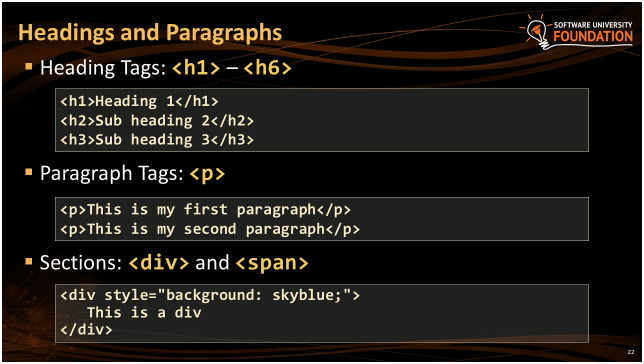 Headings and Paragraphs
SOFTWARE UNIVERSITY
FOUNDATION
Heading Tags: <h1> – <h6>
<h1>Heading 1</h1>
<h2>Sub heading 2</h2>
<h3>Sub heading 3</h3>
Paragraph Tags: <p>
<p>This is my first paragraph</p>
<p>This is my second paragraph</p>
Sections: <div> and <span>
<div style="background: skyblue;">
   This is a div
</div>
22